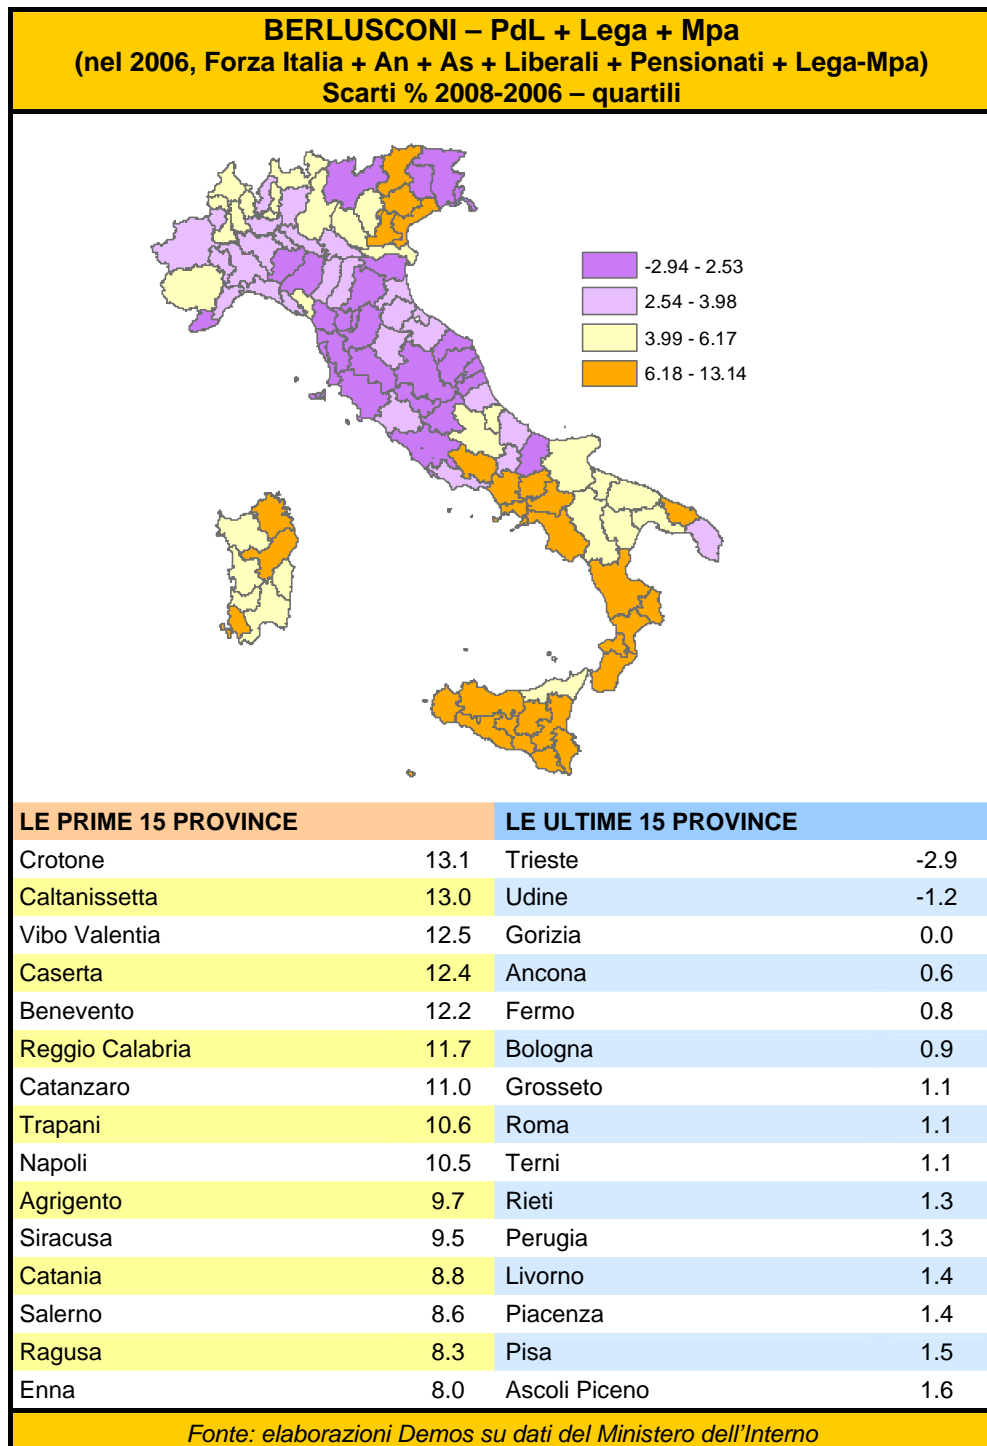 BERLUSCONI – PdL + Lega + Mpa
(nel 2006, Forza Italia + An + As + Liberali + Pensionati + Lega-Mpa)
Scarti % 2008-2006 – quartili
-2.94 - 2.53
2.54 - 3.98
3.99 - 6.17
6.18 - 13.14
LE PRIME 15 PROVINCE LE ULTIME 15 PROVINCE
Crotone 13.1 Trieste -2.9
Caltanissetta 13.0 Udine -1.2
Vibo Valentia 12.5 Gorizia 0.0
Caserta 12.4 Ancona 0.6
Benevento 12.2 Fermo 0.8
Reggio Calabria 11.7 Bologna 0.9
Catanzaro 11.0 Grosseto 1.1
Trapani 10.6 Roma 1.1
Napoli 10.5 Terni 1.1
Agrigento 9.7 Rieti 1.3
Siracusa 9.5 Perugia 1.3
Catania 8.8 Livorno 1.4
Salerno 8.6 Piacenza 1.4
Ragusa 8.3 Pisa 1.5
Enna 8.0 Ascoli Piceno 1.6
Fonte: elaborazioni Demos su dati del Ministero dell'Interno